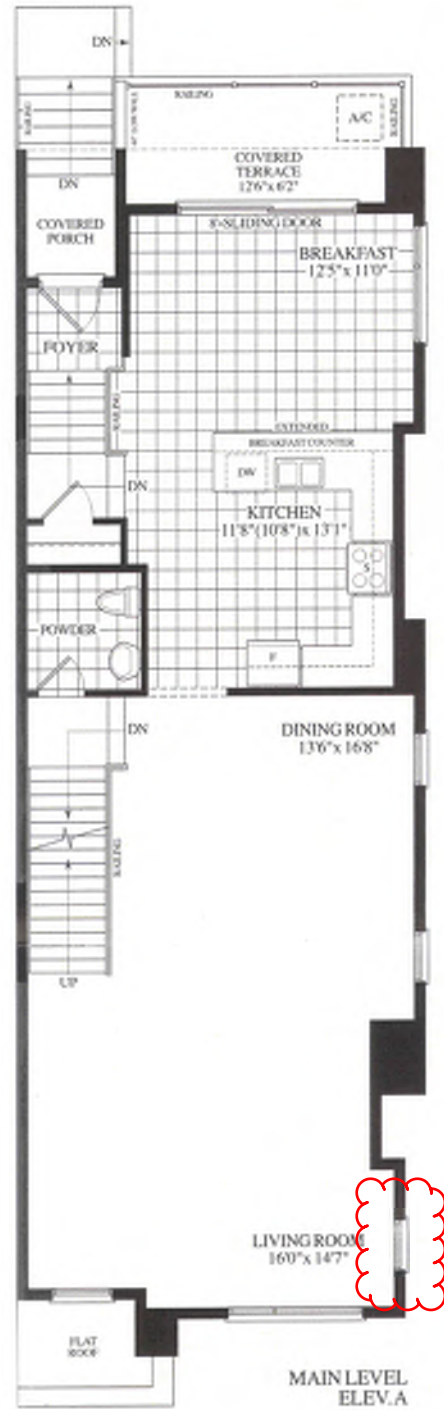 DN
RAILING
RAILING
RAILING
A/C
DN
COVERED
TERRACE
12'6"x 6'2"
COVERED
PORCH
8'-SLIDING DOOR
BREAKFAST
12'5"x 11'0"
FOYER
RAILING
EXTENDED
BREAKFAST COUNTER
DW
DN
KITCHEN
11'8"(10'8")x 13'1"
S
POWDER
F
DN
DINING ROOM
13'6"x 16'8"
RAILING
UP
LIVING ROOM
16'0"x 14'7"
FLAT
ROOF
MAIN LEVEL
ELEV. A